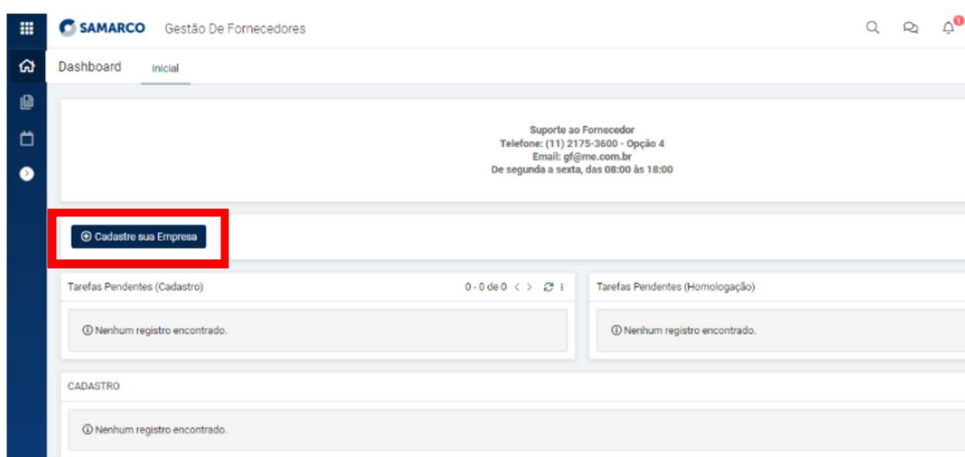 SAMARCO Gestão De Fornecedores
1
Dashboard Inicial
Suporte ao Fornecedor
Telefone: (11) 2175-3600 - Opção 4
Email: gf@me.com.br
De segunda a sexta, das 08:00 às 18:00
Cadastre sua Empresa
Tarefas Pendentes (Cadastro) 0 - 0 de 0 < >
Nenhum registro encontrado.
Tarefas Pendentes (Homologação)
Nenhum registro encontrado.
CADASTRO
Nenhum registro encontrado.